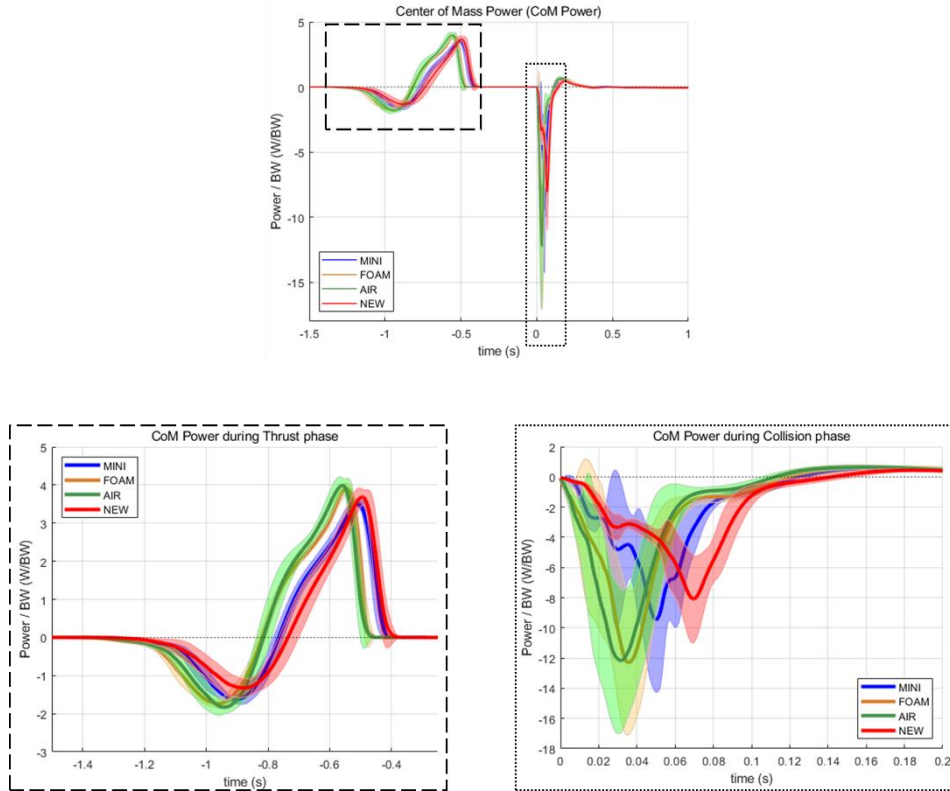 Center of Mass Power (CoM Power)
5
0
-5
-10
-15
Power / BW (W/BW)
MINI
FOAM
AIR
NEW
-1.5 -1 -0.5 0 0.5 1
time (s)
CoM Power during Thrust phase
5
4
3
2
1
0
-1
-2
-3
Power / BW (W/BW)
MINI
FOAM
AIR
NEW
-1.4 -1.2 -1 -0.8 -0.6 -0.4
time (s)
CoM Power during Collision phase
2
0
-2
-4
-6
-8
-10
-12
-14
-16
-18
Power / BW (W/BW)
MINI
FOAM
AIR
NEW
0 0.02 0.04 0.06 0.08 0.1 0.12 0.14 0.16 0.18 0.2
time (s)